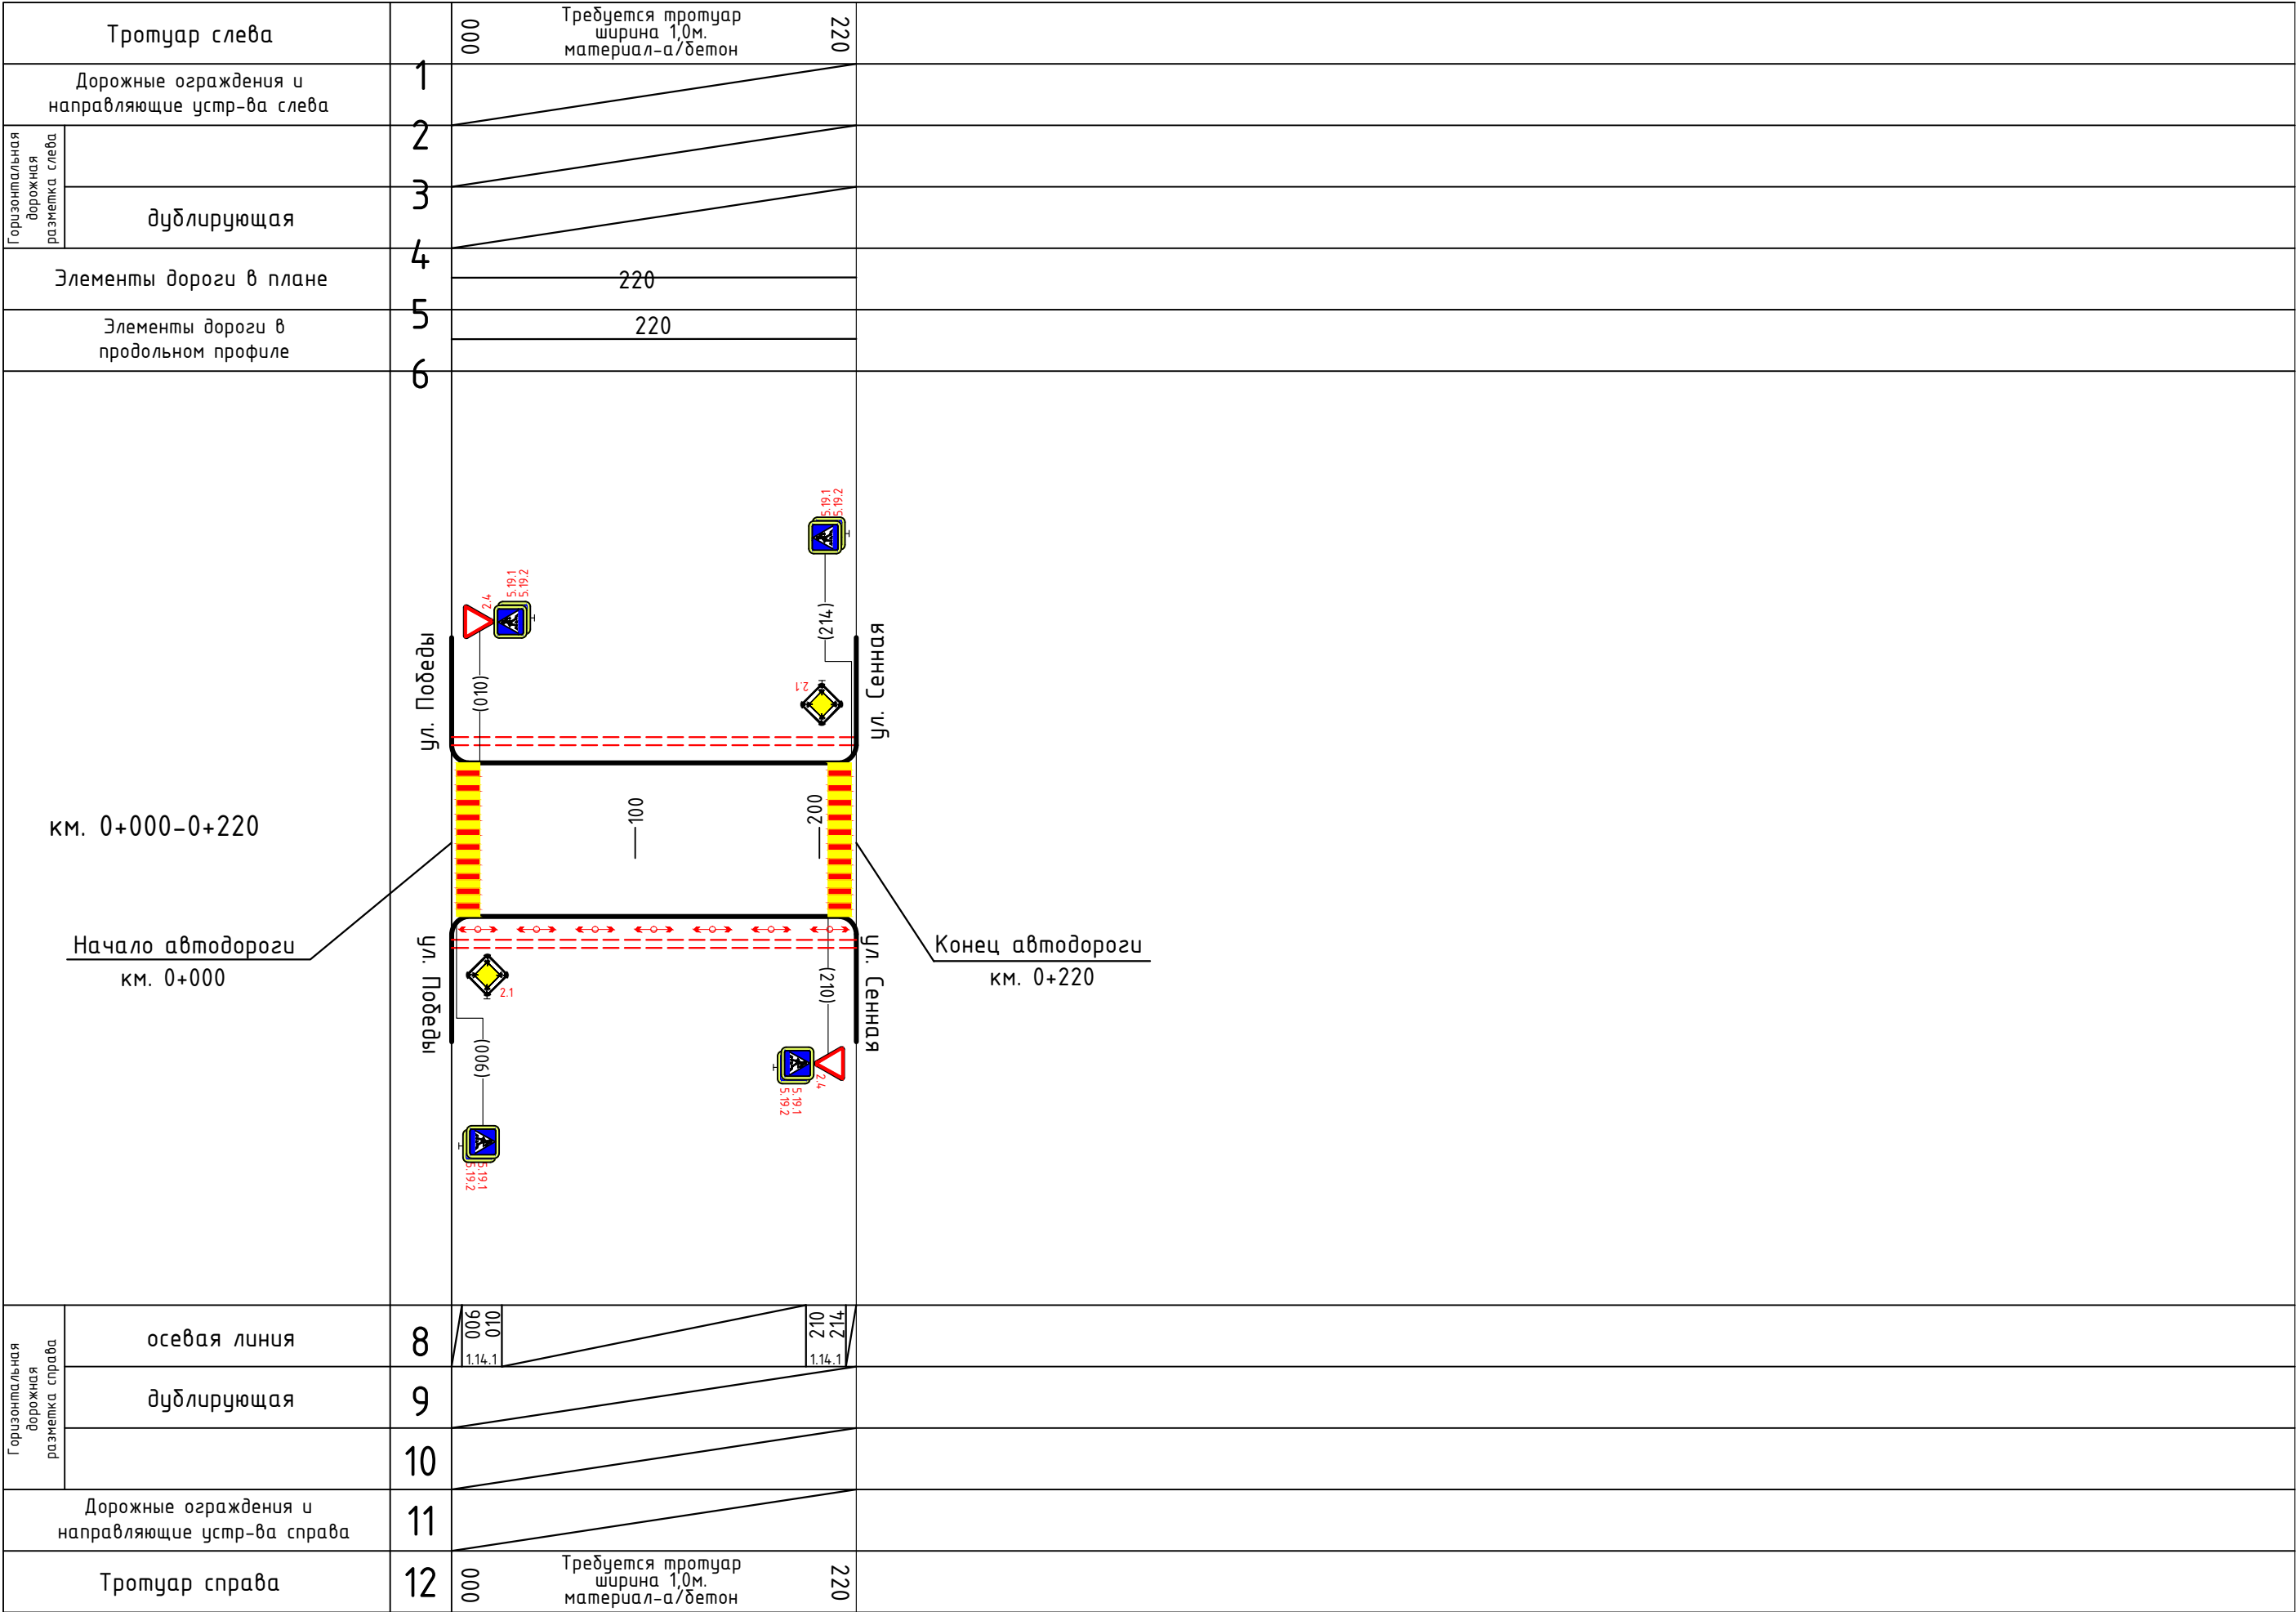 Тротуар слева
000
Требуется тротуар
ширина 1,0м.
материал-а/бетон
220
1
Дорожные ограждения и
направляющие устр-ва слева
2
Горизонтальная
дорожная
разметка слева
3
дублирующая
4
Элементы дороги в плане
220
5
Элементы дороги в
продольном профиле
220
6
5.19.1
5.19.2
(214)
2.4
5.19.1
5.19.2
(010)
ул. Победы
2.1
ул. Сенная
км. 0+000-0+220
100
200
Начало автодороги
км. 0+000
Конец автодороги
км. 0+220
ул. Победы
2.1
(006)
5.19.1
5.19.2
(210)
ул. Сенная
2.4
5.19.1
5.19.2
Горизонтальная
дорожная
разметка справа
осевая линия
8
006
010
1.14.1
210
214
1.14.1
дублирующая
9
10
Дорожные ограждения и
направляющие устр-ва справа
11
Тротуар справа
12
000
Требуется тротуар
ширина 1,0м.
материал-а/бетон
220